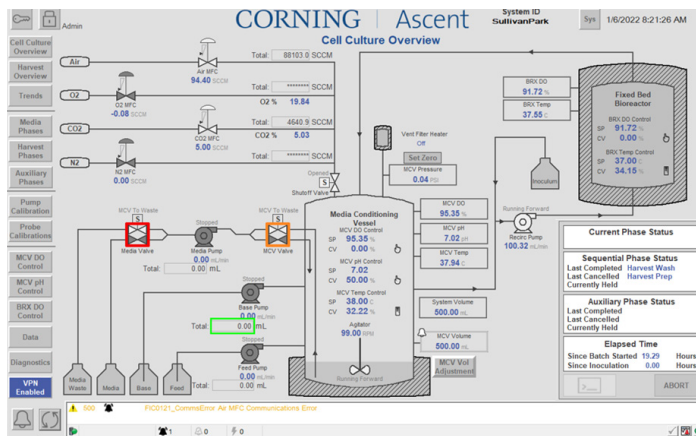 Admin
CORNING | Ascent
System ID
SullivanPark
Sys
1/6/2022 8:21:26 AM
Cell Culture Overview
Cell Culture
Overview
Harvest
Overview
Trends
Media
Phases
Harvest
Phases
Auxiliary
Phases
Pump
Calibration
Probe
Calibrations
MCV DO
Control
MCV pH
Control
BRX DO
Control
Data
Diagnostics
VPN
Enabled
Air
Air MFC
94.40 SCCM
Total: 88103.0 SCCM
O2
O2 MFC
-0.08 SCCM
Total: ******** SCCM
O2 % 19.84
CO2
CO2 MFC
5.00 SCCM
Total: 4640.9 SCCM
CO2 % 5.03
N2
N2 MFC
0.00 SCCM
Total: ******** SCCM
Opened
S
Shutoff Valve
Vent Filter Heater
Off
Set Zero
MCV Pressure
0.04 PSI
BRX DO
91.72 %
BRX Temp
37.55 C
Fixed Bed
Bioreactor
BRX DO Control
SP 91.72 %
CV 0.00 %
BRX Temp Control
SP 37.00 C
CV 34.15 %
Inoculum
Running Forward
Recirc Pump
100.32 mL/min
MCV To Waste
S
Media Valve
Stopped
Media Pump
0.00 mL/min
Total: 0.00 mL
MCV To Waste
S
MCV Valve
Stopped
Base Pump
0.00 mL/min
Total: 0.00 mL
Stopped
Feed Pump
0.00 mL/min
Total: 0.00 mL
Media
Waste
Media
Base
Feed
Media Conditioning
Vessel
MCV DO Control
SP 95.35 %
CV 0.00 %
MCV pH Control
SP 7.02
CV 50.00 %
MCV Temp Control
SP 38.00 C
CV 32.22 %
Agitator
99.00 RPM
Running Forward
MCV DO
95.35 %
MCV pH
7.02 pH
MCV Temp
37.94 C
System Volume
500.00 mL
MCV Volume
500.00 mL
MCV Vol
Adjustment
Current Phase Status
Sequential Phase Status
Last Completed Harvest Wash
Last Cancelled Harvest Prep
Currently Held
Auxiliary Phase Status
Last Completed
Last Cancelled
Currently Held
Elapsed Time
Since Batch Started 19.29 Hours
Since Inoculation 0.00 Hours
ABORT
500 FIC0121_CommsError Air MFC Communications Error
1
0
0